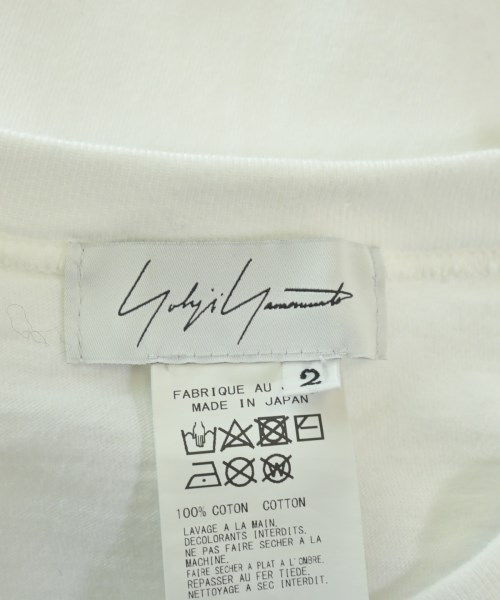 Yohji Yamamoto
2
FABRIQUE AU
MADE IN JAPAN
W
100% COTON COTTON
LAVAGE A LA MAIN.
DECOLORANTS INTERDITS.
NE PAS FAIRE SECHER A LA
MACHINE.
FAIRE SECHER A PLAT A L'OMBRE.
REPASSER AU FER TIEDE.
NETTOYAGE A SEC INTERDIT.